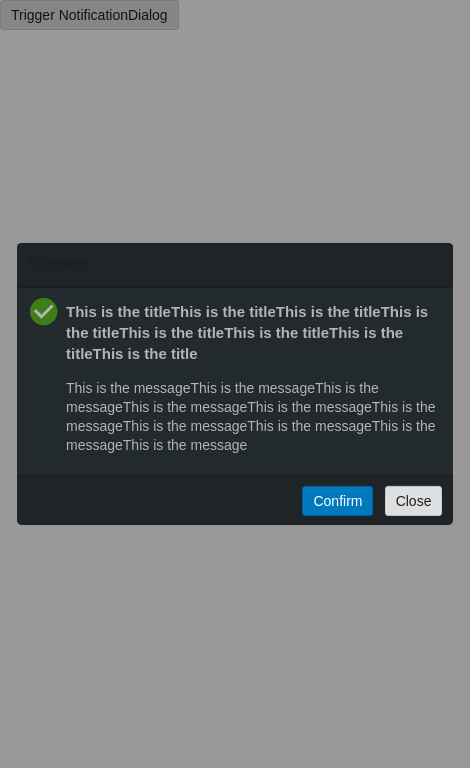 Trigger NotificationDialog
Success
This is the titleThis is the titleThis is the titleThis is
the titleThis is the titleThis is the titleThis is the
titleThis is the title
This is the messageThis is the messageThis is the
messageThis is the messageThis is the messageThis is the
messageThis is the messageThis is the messageThis is the
messageThis is the message
Confirm
Close